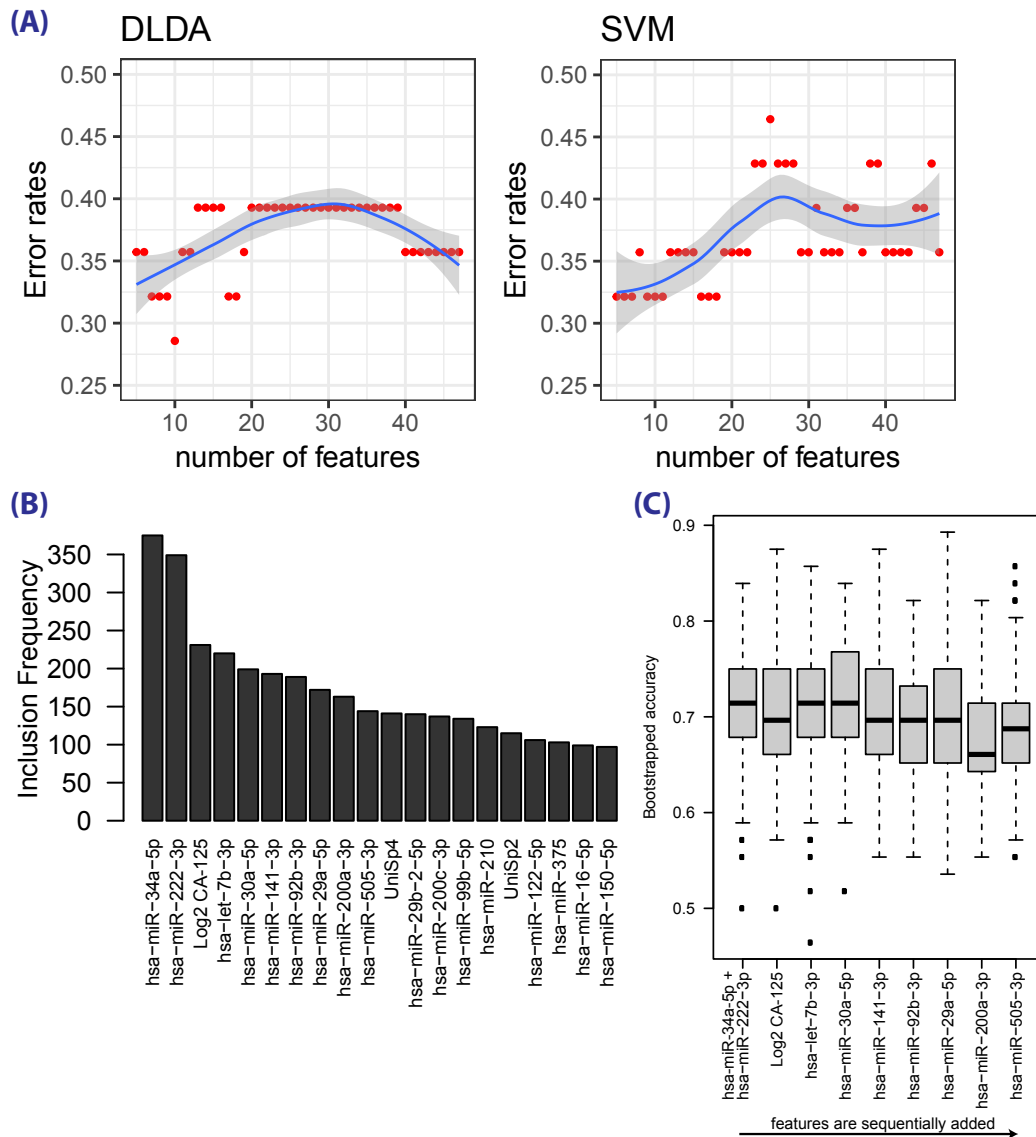 (A)
DLDA
0.50
0.45
0.40
0.35
0.30
0.25
Error rates
10 20 30 40
number of features
SVM
0.50
0.45
0.40
0.35
0.30
0.25
Error rates
10 20 30 40
number of features
(B)
350
300
250
200
150
100
50
0
Inclusion Frequency
hsa−miR−34a−5p
hsa−miR−222−3p
Log2 CA−125
hsa−let−7b−3p
hsa−miR−30a−5p
hsa−miR−141−3p
hsa−miR−92b−3p
hsa−miR−29a−5p
hsa−miR−200a−3p
hsa−miR−505−3p
UniSp4
hsa−miR−29b−2−5p
hsa−miR−200c−3p
hsa−miR−99b−5p
hsa−miR−210
UniSp2
hsa−miR−122−5p
hsa−miR−375
hsa−miR−16−5p
hsa−miR−150−5p
(C)
0.9
0.8
0.7
0.6
0.5
Bootstrapped accuracy
hsa-miR-34a-5p +
hsa−miR−222−3p
Log2 CA−125
hsa−let−7b−3p
hsa−miR−30a−5p
hsa−miR−141−3p
hsa−miR−92b−3p
hsa−miR−29a−5p
hsa−miR−200a−3p
hsa−miR−505−3p
features are sequentially added